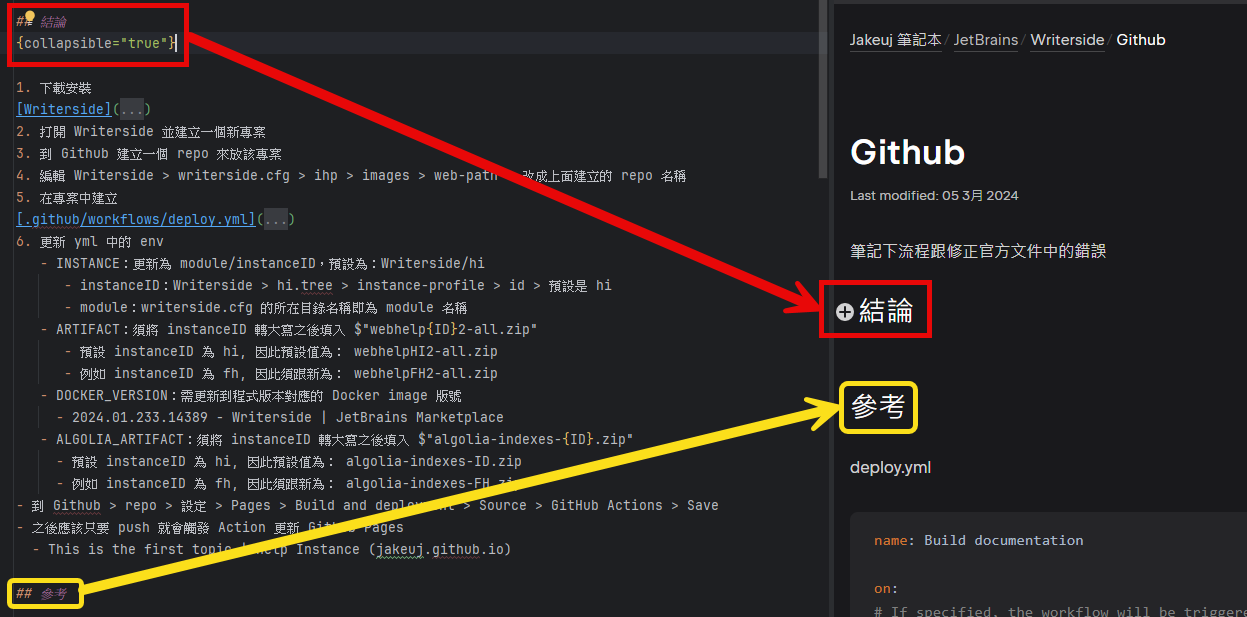 ## 結論
{collapsible="true"}
1. 下載安裝
[Writerside](...)
2. 打開 Writerside 並建立一個新專案
3. 到 Github 建立一個 repo 來放該專案
4. 編輯 Writerside > writerside.cfg > ihp > images > web-path 改成上面建立的 repo 名稱
5. 在專案中建立
[.github/workflows/deploy.yml](...)
6. 更新 yml 中的 env
- INSTANCE：更新為 module/instanceID，預設為：Writerside/hi
- instanceID：Writerside > hi.tree > instance-profile > id > 預設是 hi
- module：writerside.cfg 的所在目錄名稱即為 module 名稱
- ARTIFACT：須將 instanceID 轉大寫之後填入 $"webhelp{ID}2-all.zip"
- 預設 instanceID 為 hi, 因此預設值為： webhelpHI2-all.zip
- 例如 instanceID 為 fh, 因此須跟新為： webhelpFH2-all.zip
- DOCKER_VERSION：需更新到程式版本對應的 Docker image 版號
- 2024.01.233.14389 - Writerside | JetBrains Marketplace
- ALGOLIA_ARTIFACT：須將 instanceID 轉大寫之後填入 $"algolia-indexes-{ID}.zip"
- 預設 instanceID 為 hi, 因此預設值為： algolia-indexes-ID.zip
- 例如 instanceID 為 fh, 因此須跟新為： algolia-indexes-FH.zip
- 到 Github > repo > 設定 > Pages > Build and deployment > Source > GitHub Actions > Save
- 之後應該只要 push 就會觸發 Action 更新 Github Pages
- This is the first topic | Help Instance (jakeuj.github.io)
## 參考
Jakeuj 筆記本 / JetBrains / Writerside / Github
Github
Last modified: 05 3月 2024
筆記下流程跟修正官方文件中的錯誤
結論
參考
deploy.yml
name: Build documentation
on:
# If specified, the workflow will be triggere